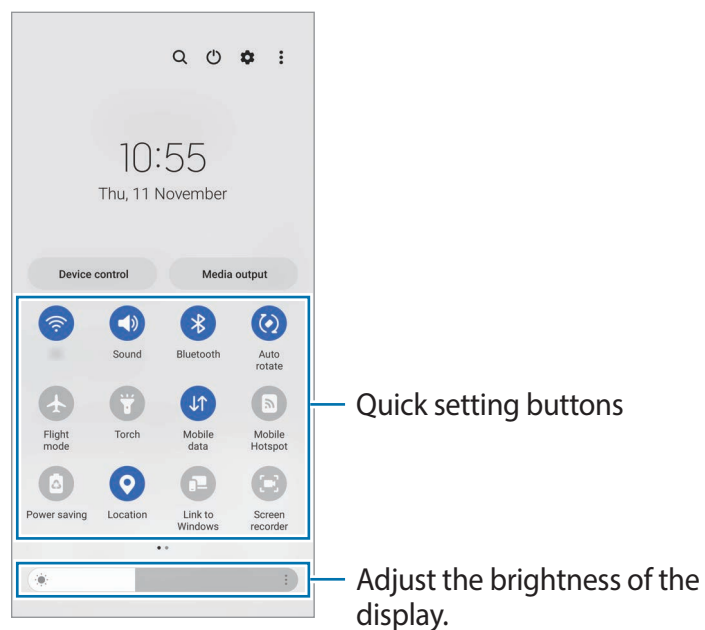 10:55
Thu, 11 November
Device control
Media output
Sound
Bluetooth
Auto
rotate
Flight
mode
Torch
Mobile
data
Mobile
Hotspot
Power saving
Location
Link to
Windows
Screen
recorder
Quick setting buttons
Adjust the brightness of the
display.